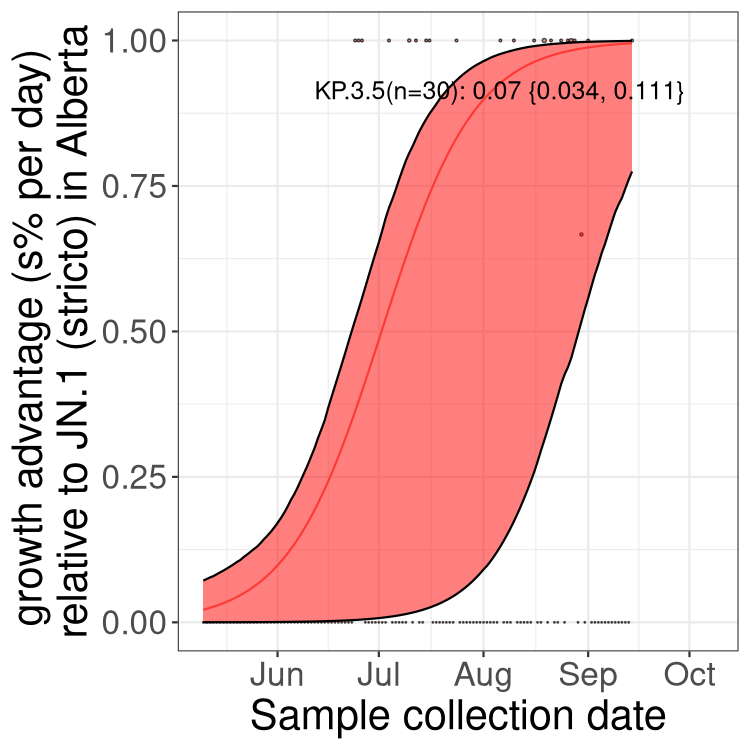 growth advantage (s% per day)
relative to JN.1 (stricto) in Alberta
1.00
0.75
0.50
0.25
0.00
KP.3.5(n=30): 0.07 {0.034, 0.111}
Jun Jul Aug Sep Oct
Sample collection date